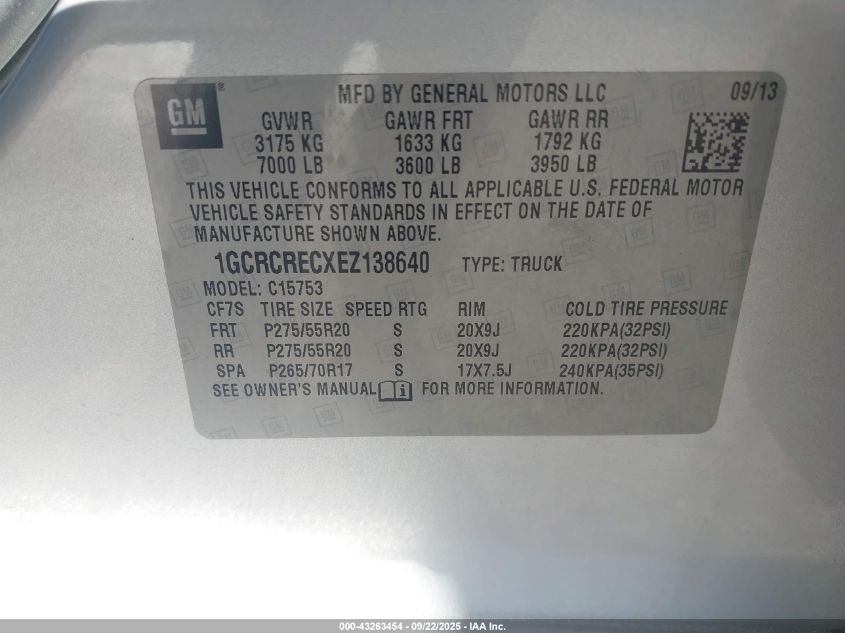 GM ® MFD BY GENERAL MOTORS LLC 09/13
GVWR GAWR FRT GAWR RR
3175 KG 1633 KG 1792 KG
7000 LB 3600 LB 3950 LB
THIS VEHICLE CONFORMS TO ALL APPLICABLE U.S. FEDERAL MOTOR
VEHICLE SAFETY STANDARDS IN EFFECT ON THE DATE OF
MANUFACTURE SHOWN ABOVE.
1GCRCRECXEZ138640 TYPE: TRUCK
MODEL: C15753
CF7S TIRE SIZE SPEED RTG RIM COLD TIRE PRESSURE
FRT P275/55R20 S 20X9J 220KPA(32PSI)
RR P275/55R20 S 20X9J 220KPA(32PSI)
SPA P265/70R17 S 17X7.5J 240KPA(35PSI)
SEE OWNER'S MANUAL i FOR MORE INFORMATION.
000-43263454 - 09/22/2025 - IAA Inc.